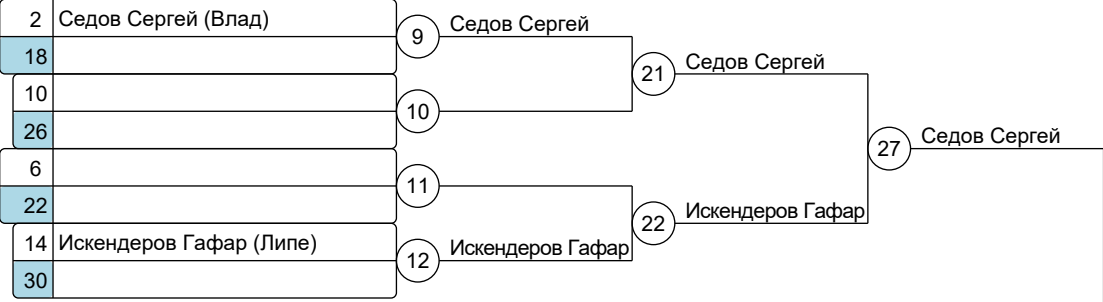 2 Седов Сергей (Влад)
18
10
26
6
22
14 Искендеров Гафар (Липе)
30
9 Седов Сергей
10
11
12 Искендеров Гафар
21 Седов Сергей
22 Искендеров Гафар
27 Седов Сергей